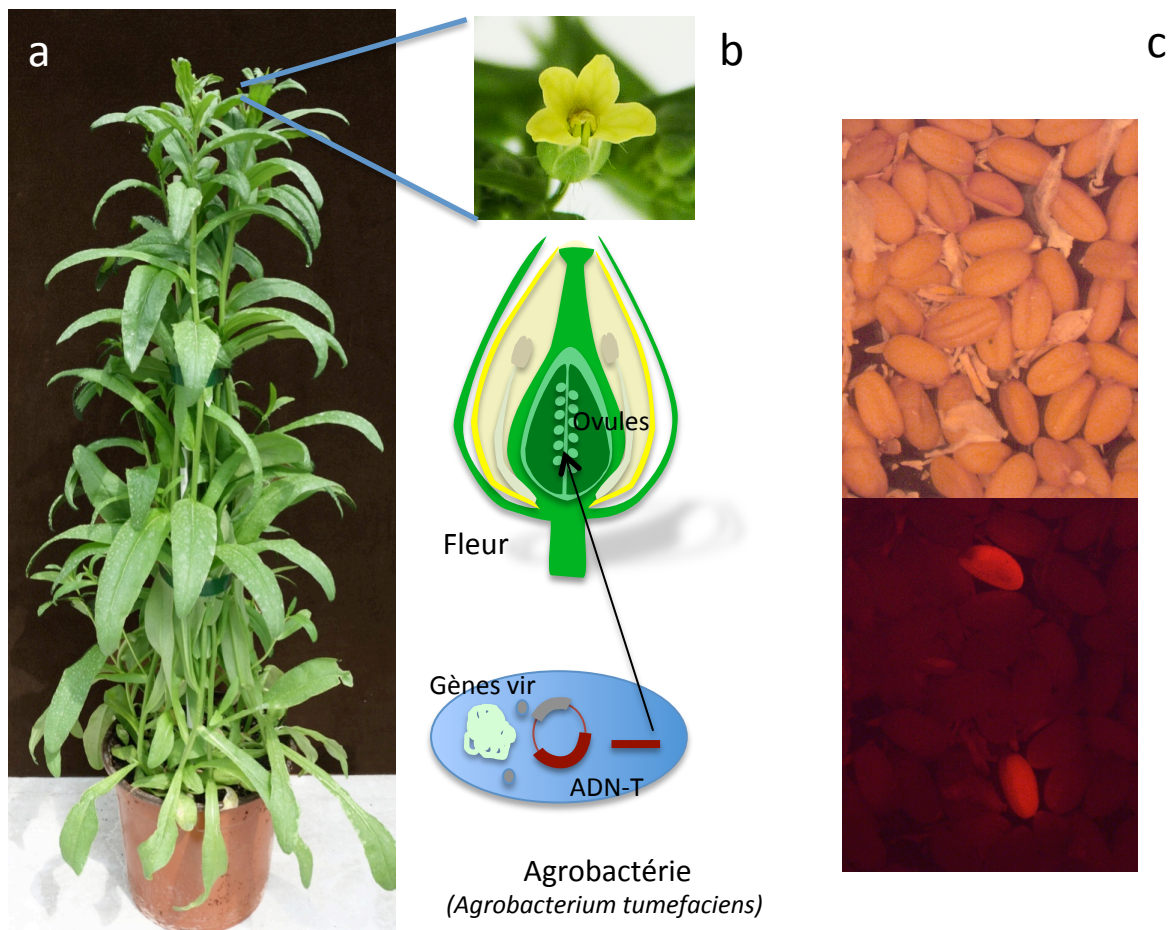 a
b
c
Ovules
Fleur
Gènes vir
ADN-T
Agrobactérie
(Agrobacterium tumefaciens)